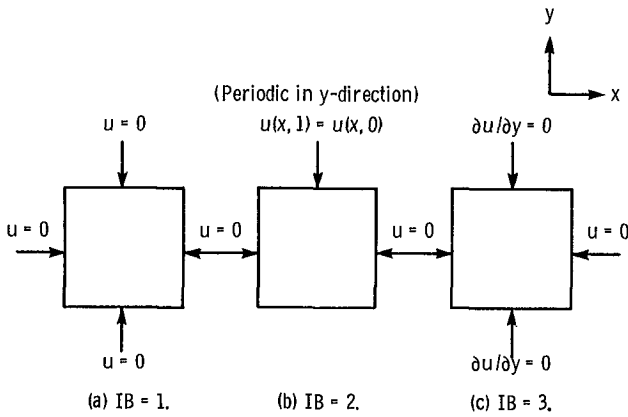 y
x
(Periodic in y-direction)
u = 0
u(x, 1) = u(x, 0)
∂u/∂y = 0
u = 0
u = 0
u = 0
u = 0
u = 0
∂u/∂y = 0
(a) IB = 1.
(b) IB = 2.
(c) IB = 3.